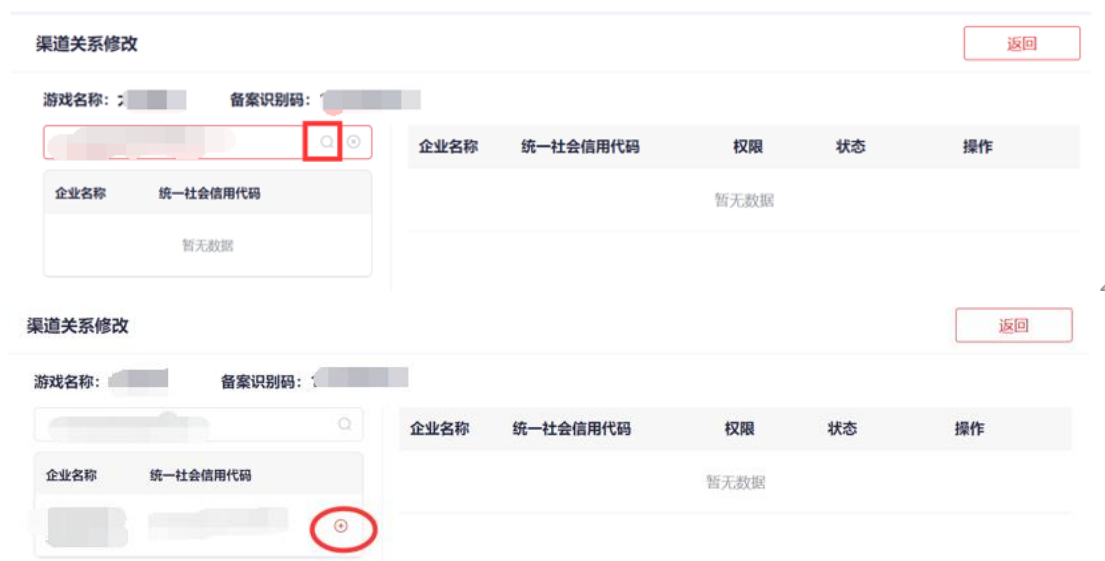 渠道关系修改 返回
游戏名称： 备案识别码：
企业名称 统一社会信用代码 权限 状态 操作
企业名称 统一社会信用代码
暂无数据
暂无数据
渠道关系修改 返回
游戏名称： 备案识别码：
企业名称 统一社会信用代码 权限 状态 操作
企业名称 统一社会信用代码
暂无数据